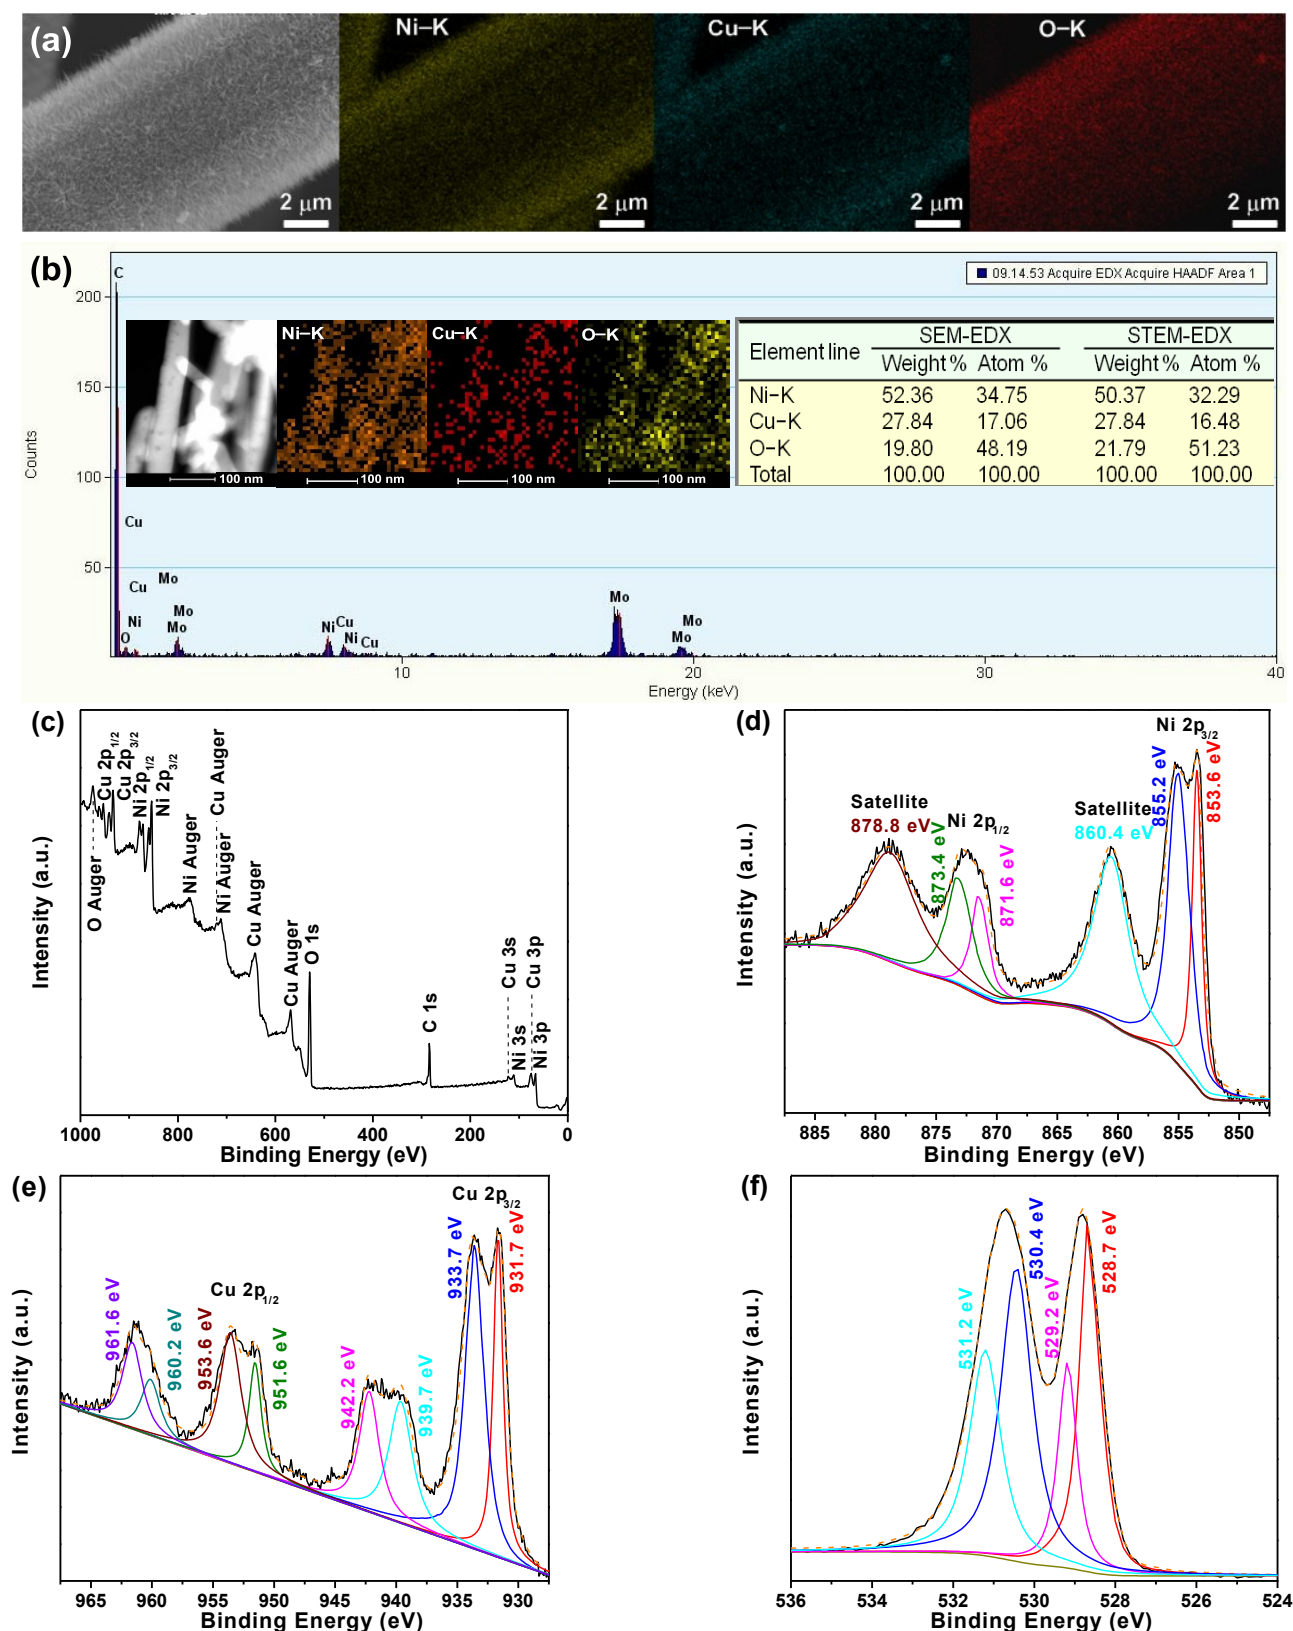 (a)
Ni–K
Cu–K
O–K
2 μm
2 μm
2 μm
2 μm
(b)
C
09.14.53 Acquire EDX Acquire HAADF Area 1
200
150
100
50
Counts
Ni–K
Cu–K
O–K
100 nm
100 nm
100 nm
100 nm
Element line SEM-EDX STEM-EDX
Weight % Atom % Weight % Atom %
Ni–K 52.36 34.75 50.37 32.29
Cu–K 27.84 17.06 27.84 16.48
O–K 19.80 48.19 21.79 51.23
Total 100.00 100.00 100.00 100.00
Cu
Cu
Ni
O
Mo
Mo
Mo
Ni
Cu
Ni
Cu
Mo
Mo
Mo
10 20 30 40
Energy (keV)
(c)
O Auger
Cu 2p1/2
Cu 2p3/2
Ni 2p1/2
Ni 2p3/2
Ni Auger
Cu Auger
Ni Auger
Cu Auger
Cu Auger
O 1s
C 1s
Cu 3s
Ni 3s
Cu 3p
Ni 3p
Intensity (a.u.)
1000 800 600 400 200 0
Binding Energy (eV)
(d)
Ni 2p3/2
Satellite
878.8 eV
Ni 2p1/2
873.4 eV
871.6 eV
Satellite
860.4 eV
855.2 eV
853.6 eV
Intensity (a.u.)
885 880 875 870 865 860 855 850
Binding Energy (eV)
(e)
Cu 2p3/2
961.6 eV
960.2 eV
953.6 eV
Cu 2p1/2
951.6 eV
942.2 eV
939.7 eV
933.7 eV
931.7 eV
Intensity (a.u.)
965 960 955 950 945 940 935 930
Binding Energy (eV)
(f)
531.2 eV
530.4 eV
529.2 eV
528.7 eV
Intensity (a.u.)
536 534 532 530 528 526 524
Binding Energy (eV)